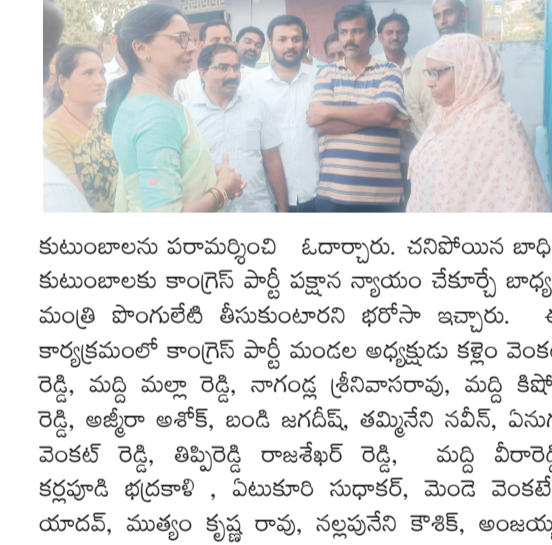 కుటుంబాలను పరామర్శించి ఓదార్చారు. చనిపోయిన బాధి
కుటుంబాలకు కాంగ్రెస్ పార్టీ పక్షాన న్యాయం చేకూర్చే బాధ్య
మంత్రి పొంగులేటి తీసుకుంటారని భరోసా ఇచ్చారు. ఈ
కార్యక్రమంలో కాంగ్రెస్ పార్టీ మండల అధ్యక్షుడు కళ్లెం వెంక
రెడ్డి, మద్ది మల్లా రెడ్డి, నాగండ్ల శ్రీనివాసరావు, మద్ది కిషో
రెడ్డి, అజ్మీరా అశోక్, బండి జగదీష్, తమ్మినేని నవీన్, ఏనుగ
వెంకట్ రెడ్డి, తిప్పిరెడ్డి రాజశేఖర్ రెడ్డి, మద్ది వీరారెడ్డి
కర్లపూడి భద్రకాళి , ఏటుకూరి సుధాకర్, మెండె వెంకటే
యాదవ్, ముత్యం కృష్ణ రావు, నల్లపునేని కౌశిక్, అంజయ్య